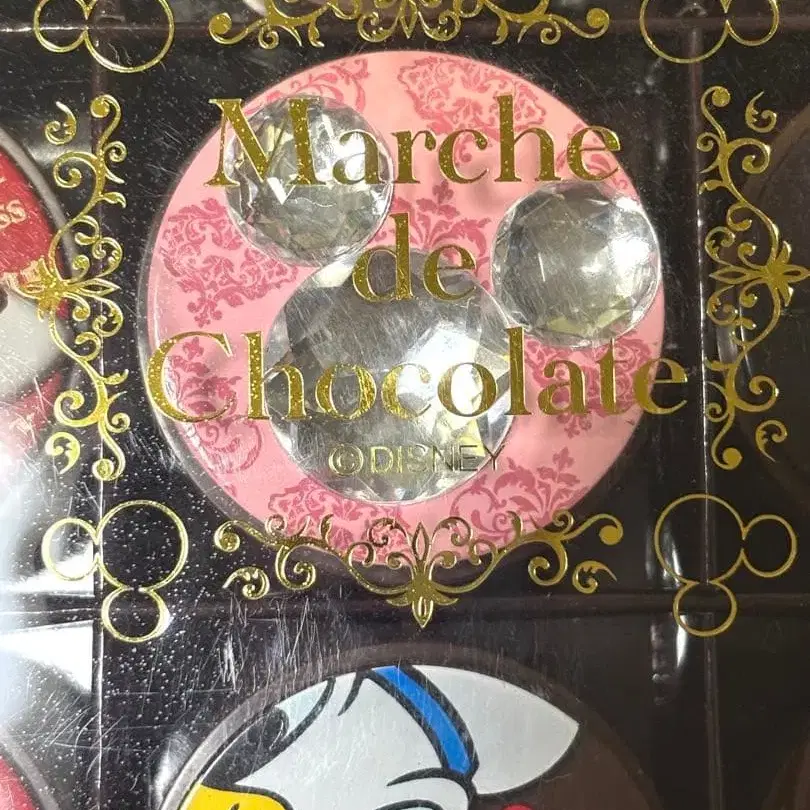 Marche
de
Chocolate
©DISNEY